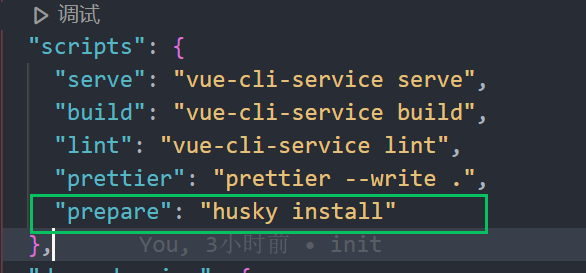 调试
"scripts": {
"serve": "vue-cli-service serve",
"build": "vue-cli-service build",
"lint": "vue-cli-service lint",
"prettier": "prettier --write .",
"prepare": "husky install"
}, You, 3小时前 • init